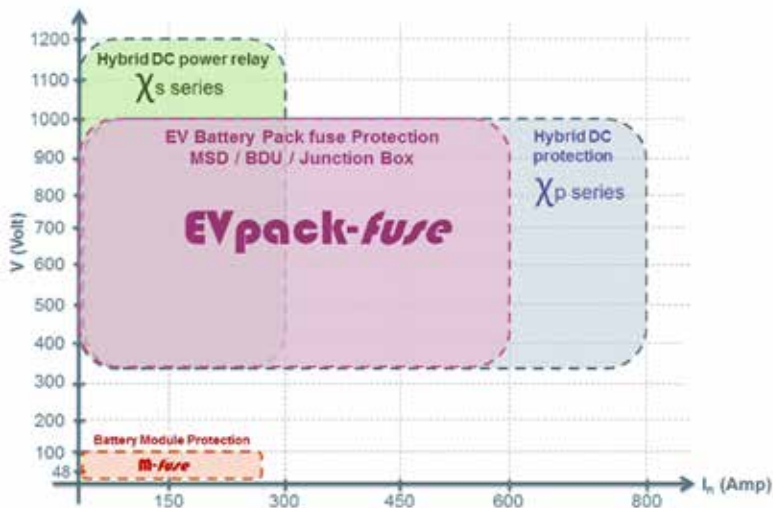 1200
1100
1000
900
800
700
600
500
400
300
200
100
48
V (Volt)
Hybrid DC power relay
χs series
EV Battery Pack fuse Protection
MSD / BDU / Junction Box
EVpack-fuse
Hybrid DC
protection
χp series
Battery Module Protection
M-fuse
150
300
450
600
800
Iₙ (Amp)